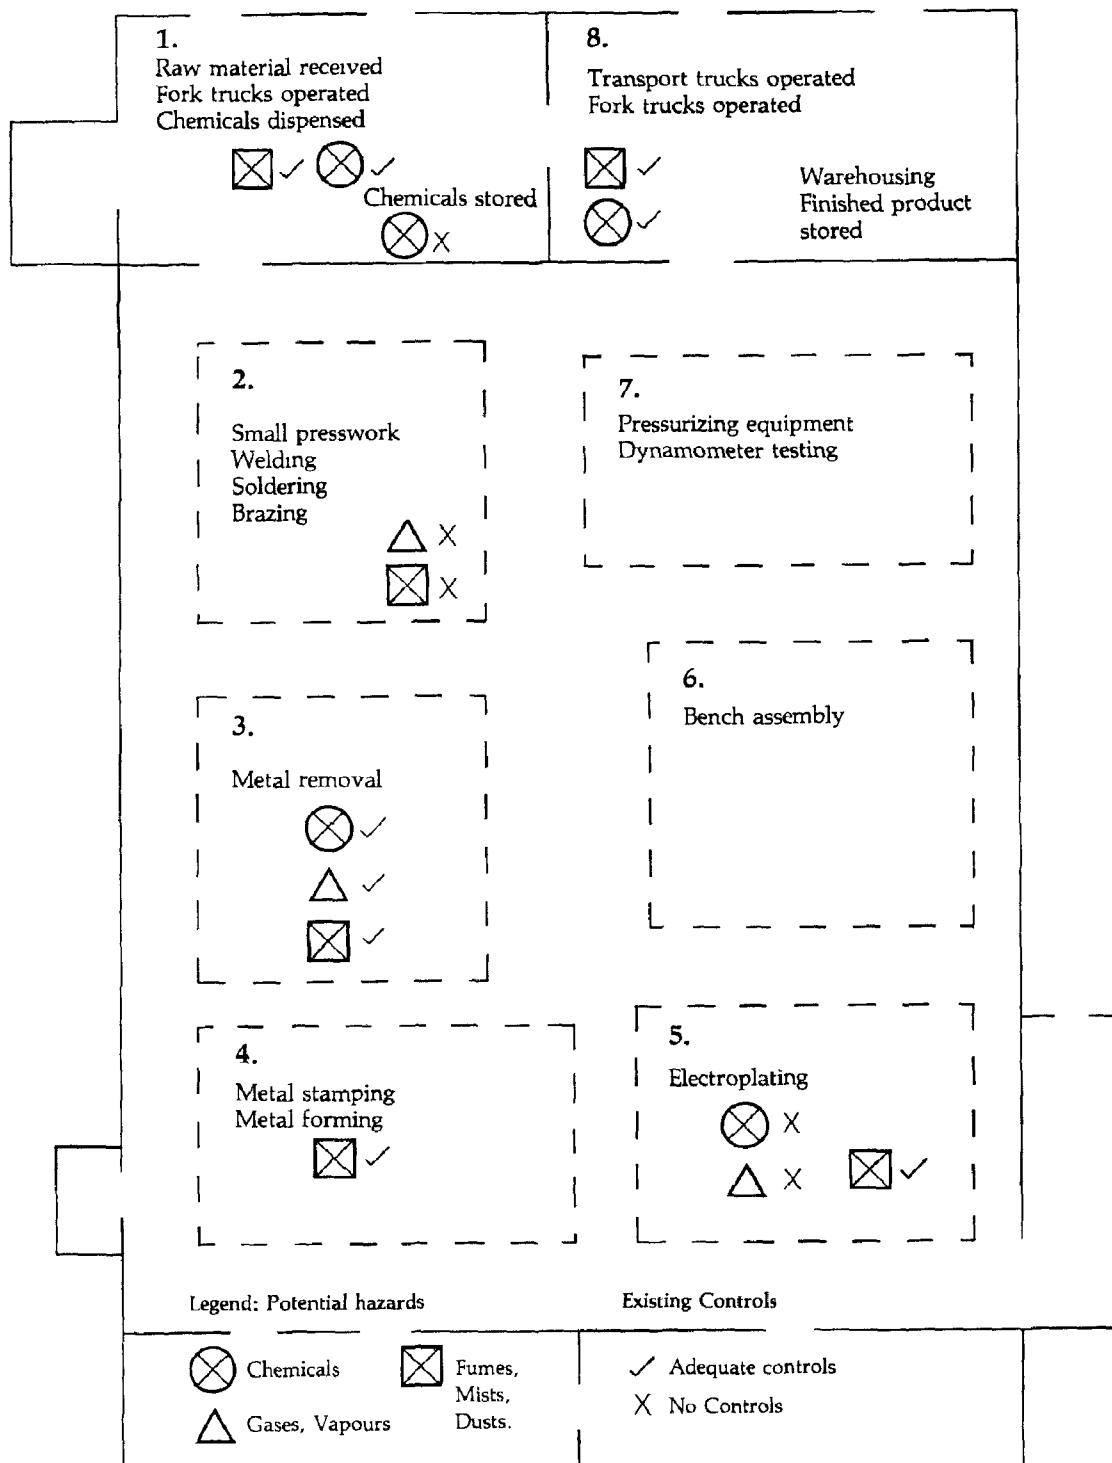 1.
Raw material received
Fork trucks operated
Chemicals dispensed
Chemicals stored
8.
Transport trucks operated
Fork trucks operated
Warehousing
Finished product
stored
2.
Small presswork
Welding
Soldering
Brazing
7.
Pressurizing equipment
Dynamometer testing
6.
Bench assembly
3.
Metal removal
4.
Metal stamping
Metal forming
5.
Electroplating
Legend: Potential hazards
Existing Controls
Chemicals
Fumes,
Mists,
Dusts.
Gases, Vapours
✓ Adequate controls
X No Controls